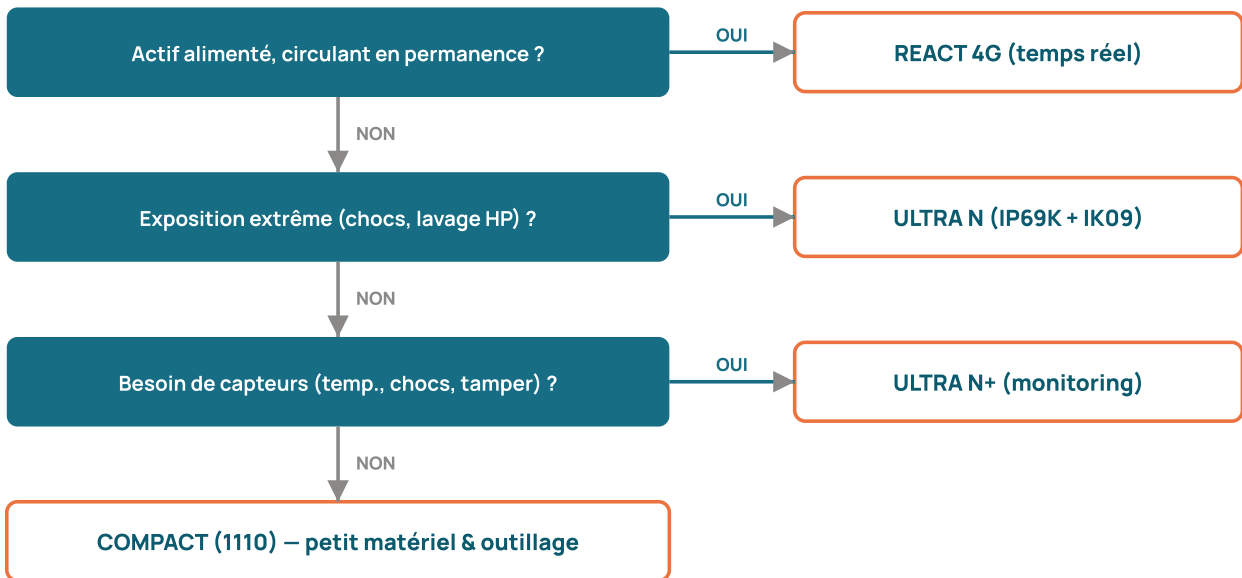 Actif alimenté, circulant en permanence ?
OUI
REACT 4G (temps réel)
NON
Exposition extrême (chocs, lavage HP) ?
OUI
ULTRA N (IP69K + IK09)
NON
Besoin de capteurs (temp., chocs, tamper) ?
OUI
ULTRA N+ (monitoring)
NON
COMPACT (1110) — petit matériel & outillage